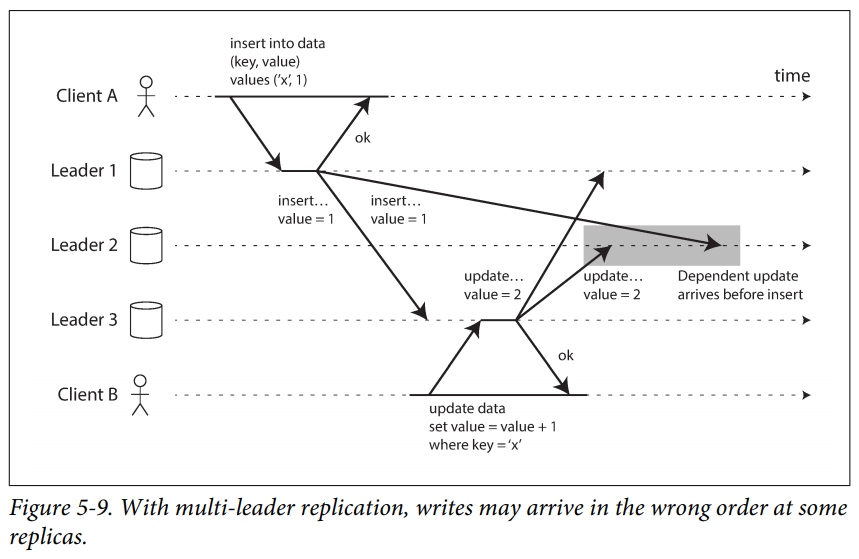 insert into data
(key, value)
values (‘x’, 1)
time
Client A
ok
Leader 1
insert…
value = 1
insert…
value = 1
Leader 2
update…
value = 2
update…
value = 2
Dependent update
arrives before insert
Leader 3
ok
Client B
update data
set value = value + 1
where key = ‘x’
Figure 5-9. With multi-leader replication, writes may arrive in the wrong order at some
replicas.